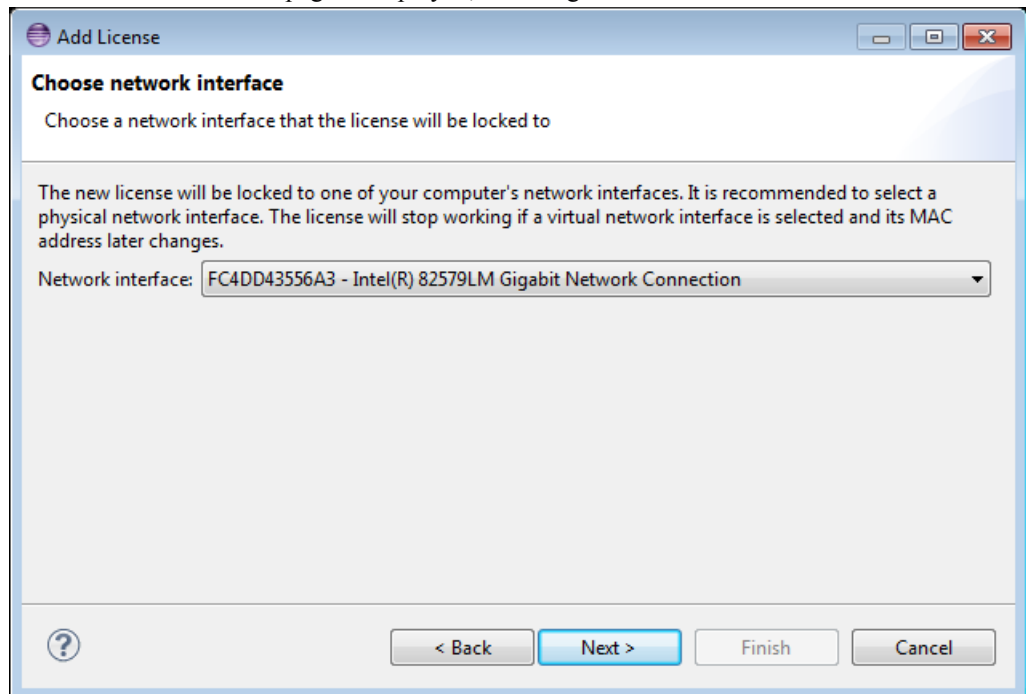 Add License
Choose network interface
Choose a network interface that the license will be locked to
The new license will be locked to one of your computer's network interfaces. It is recommended to select a
physical network interface. The license will stop working if a virtual network interface is selected and its MAC
address later changes.
Network interface: FC4DD43556A3 - Intel(R) 82579LM Gigabit Network Connection
? < Back Next > Finish Cancel